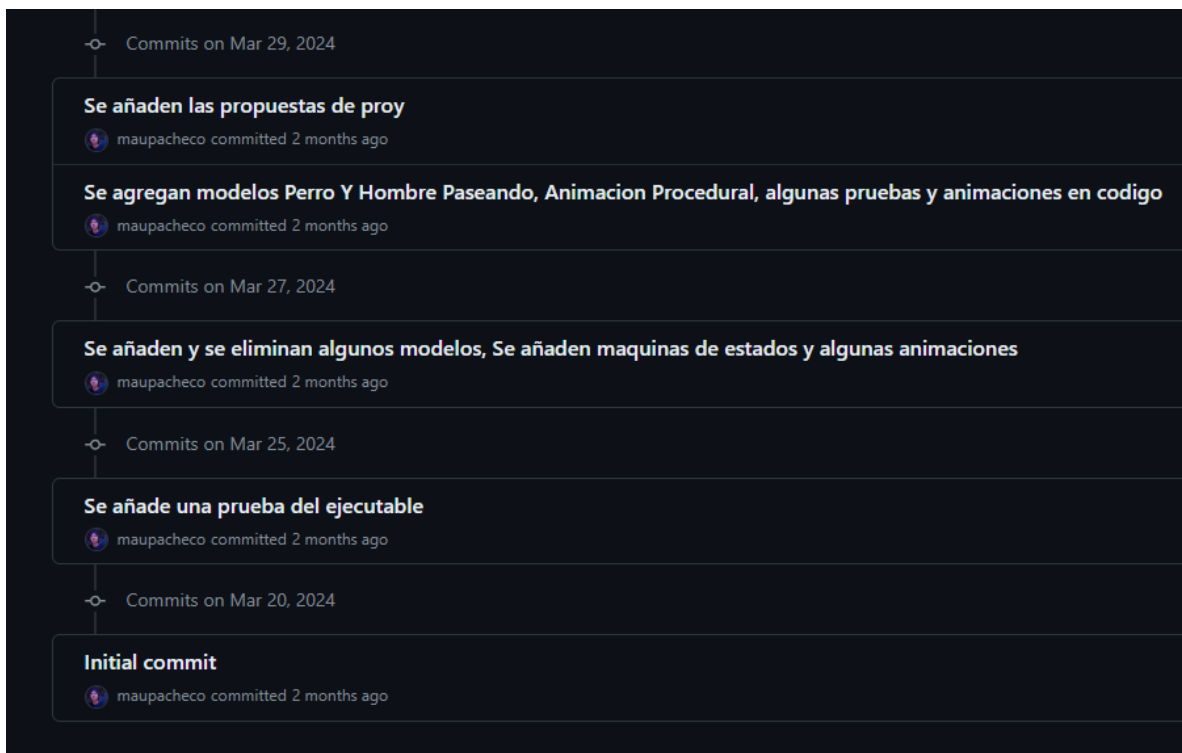 Commits on Mar 29, 2024
Se añaden las propuestas de proy
maupacheco committed 2 months ago
Se agregan modelos Perro Y Hombre Paseando, Animacion Procedural, algunas pruebas y animaciones en codigo
maupacheco committed 2 months ago
Commits on Mar 27, 2024
Se añaden y se eliminan algunos modelos, Se añaden maquinas de estados y algunas animaciones
maupacheco committed 2 months ago
Commits on Mar 25, 2024
Se añade una prueba del ejecutable
maupacheco committed 2 months ago
Commits on Mar 20, 2024
Initial commit
maupacheco committed 2 months ago